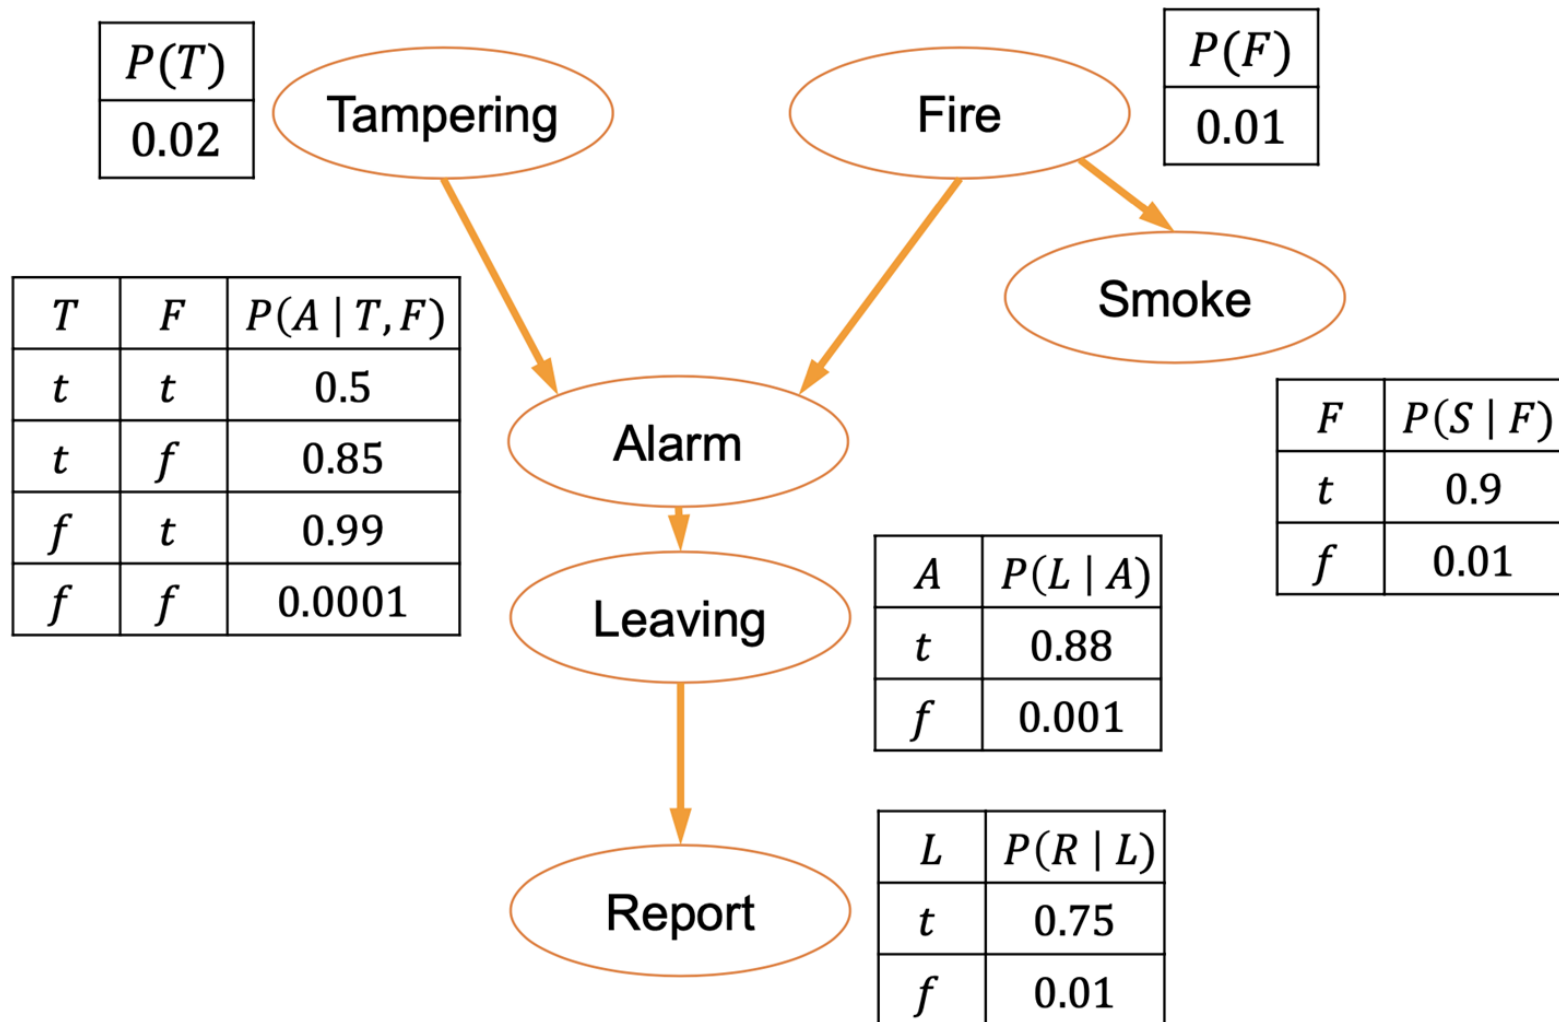 P(T)
0.02
Tampering
Fire
P(F)
0.01
Smoke
T F P(A | T, F)
t t 0.5
t f 0.85
f t 0.99
f f 0.0001
Alarm
F P(S | F)
t 0.9
f 0.01
Leaving
A P(L | A)
t 0.88
f 0.001
Report
L P(R | L)
t 0.75
f 0.01